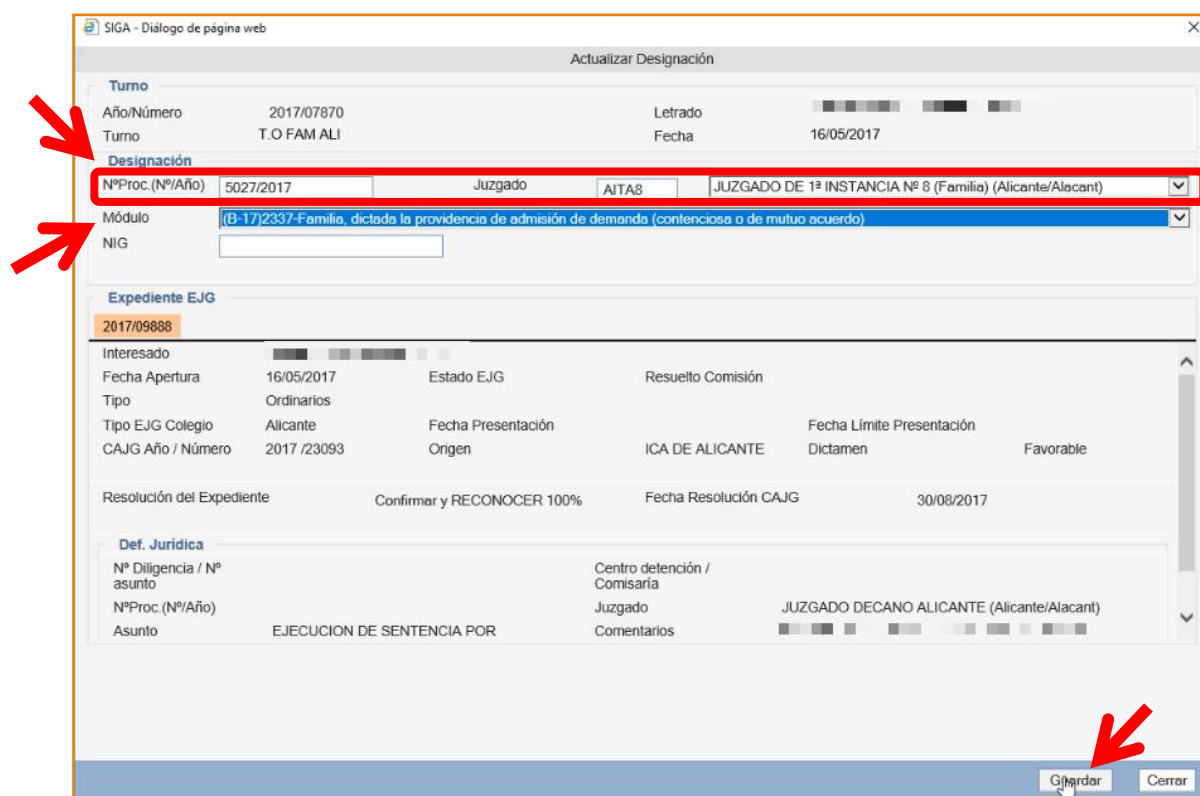 SIGA - Diálogo de página web
Actualizar Designación
Turno
Año/Número 2017/07870 Letrado
Turno T.O FAM ALI Fecha 16/05/2017
Designación
NºProc.(Nº/Año) 5027/2017 Juzgado AITA8 JUZGADO DE 1ª INSTANCIA Nº 8 (Familia) (Alicante/Alacant)
Módulo (B-17)2337-Familia, dictada la providencia de admisión de demanda (contenciosa o de mutuo acuerdo)
NIG
Expediente EJG
2017/09888
Interesado
Fecha Apertura 16/05/2017 Estado EJG Resuelto Comisión
Tipo Ordinarios
Tipo EJG Colegio Alicante Fecha Presentación Fecha Límite Presentación
CAJG Año / Número 2017 /23093 Origen ICA DE ALICANTE Dictamen Favorable
Resolución del Expediente Confirmar y RECONOCER 100% Fecha Resolución CAJG 30/08/2017
Def. Jurídica
Nº Diligencia / Nº asunto Centro detención / Comisaría
NºProc.(Nº/Año) Juzgado JUZGADO DECANO ALICANTE (Alicante/Alacant)
Asunto EJECUCION DE SENTENCIA POR Comentarios
Guardar Cerrar